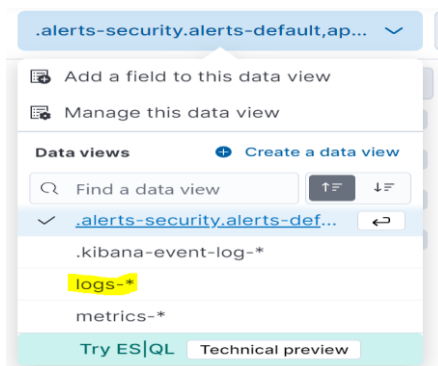 .alerts-security.alerts-default,ap...
Add a field to this data view
Manage this data view
Data views Create a data view
Find a data view
.alerts-security.alerts-def...
.kibana-event-log-*
logs-*
metrics-*
Try ES|QL Technical preview